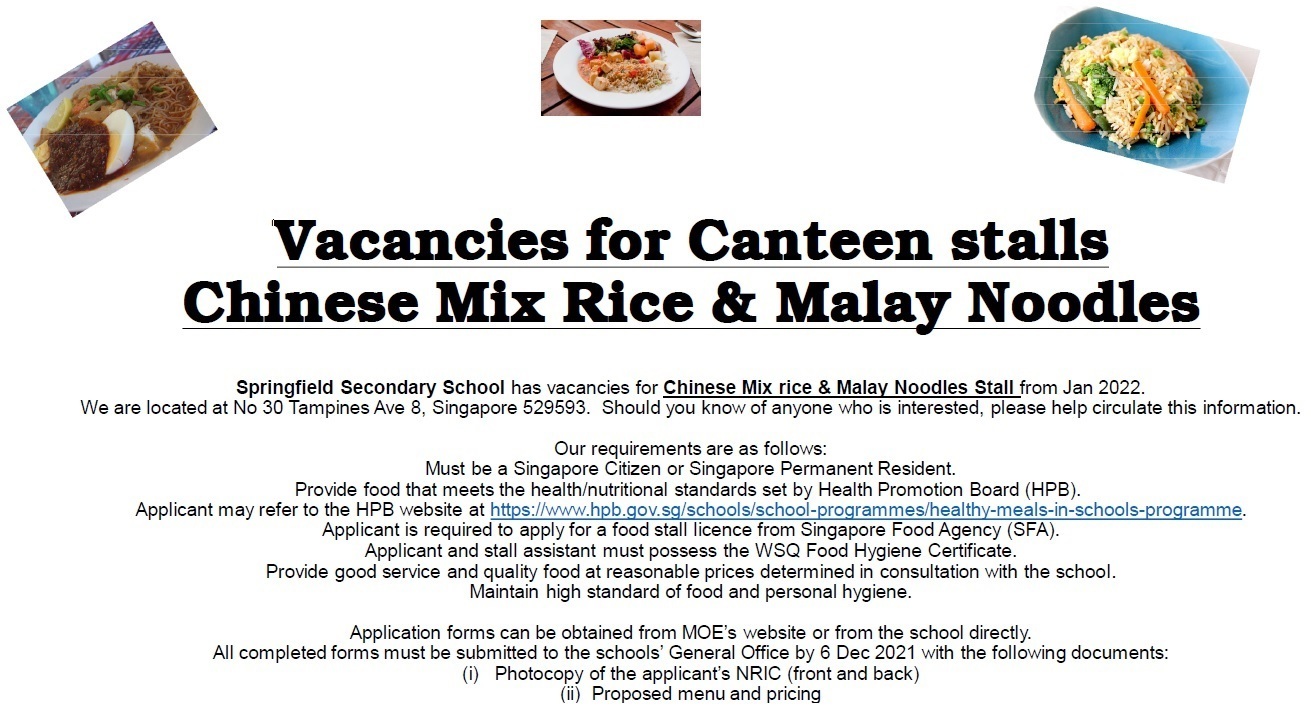 Vacancies for Canteen stalls
Chinese Mix Rice & Malay Noodles
Springfield Secondary School has vacancies for Chinese Mix rice & Malay Noodles Stall from Jan 2022.
We are located at No 30 Tampines Ave 8, Singapore 529593.  Should you know of anyone who is interested, please help circulate this information.
Our requirements are as follows:
Must be a Singapore Citizen or Singapore Permanent Resident.
Provide food that meets the health/nutritional standards set by Health Promotion Board (HPB).
Applicant may refer to the HPB website at https://www.hpb.gov.sg/schools/school-programmes/healthy-meals-in-schools-programme.
Applicant is required to apply for a food stall licence from Singapore Food Agency (SFA).
Applicant and stall assistant must possess the WSQ Food Hygiene Certificate.
Provide good service and quality food at reasonable prices determined in consultation with the school.
Maintain high standard of food and personal hygiene.
Application forms can be obtained from MOE's website or from the school directly.
All completed forms must be submitted to the schools' General Office by 6 Dec 2021 with the following documents:
(i)   Photocopy of the applicant's NRIC (front and back)
(ii)  Proposed menu and pricing